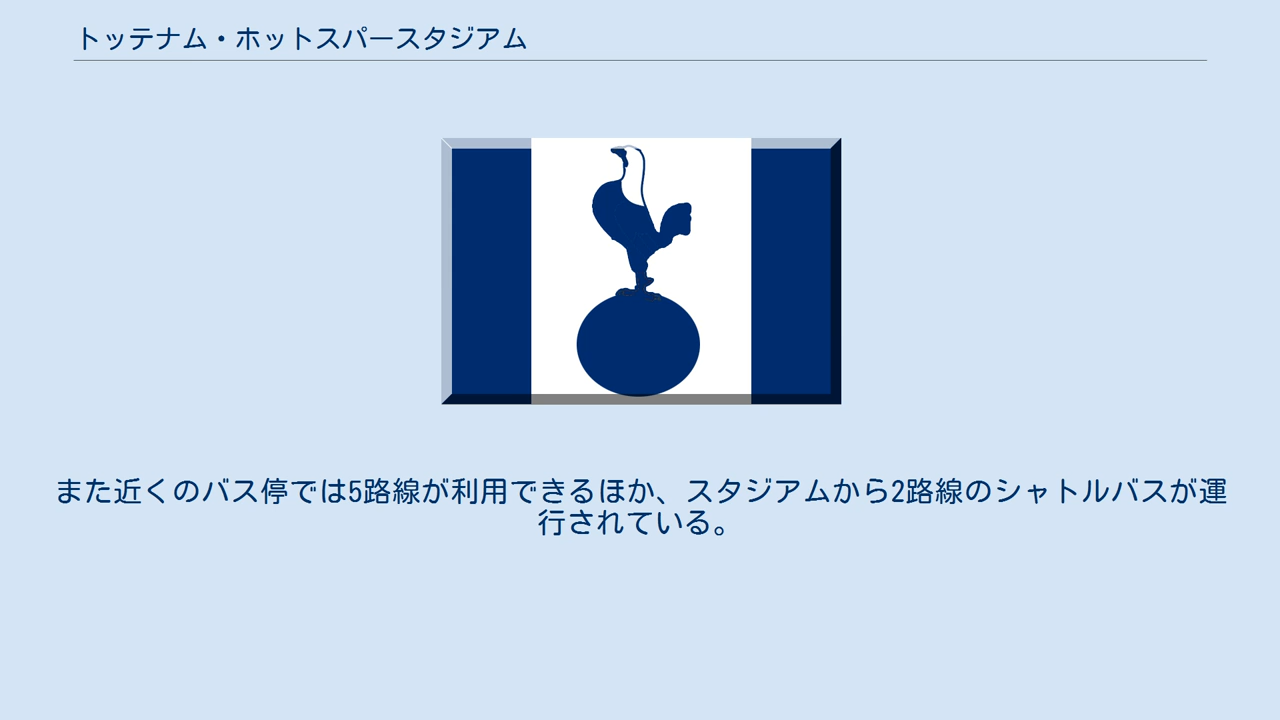 トッテナム・ホットスパースタジアム
また近くのバス停では5路線が利用できるほか、スタジアムから2路線のシャトルバスが運
行されている。